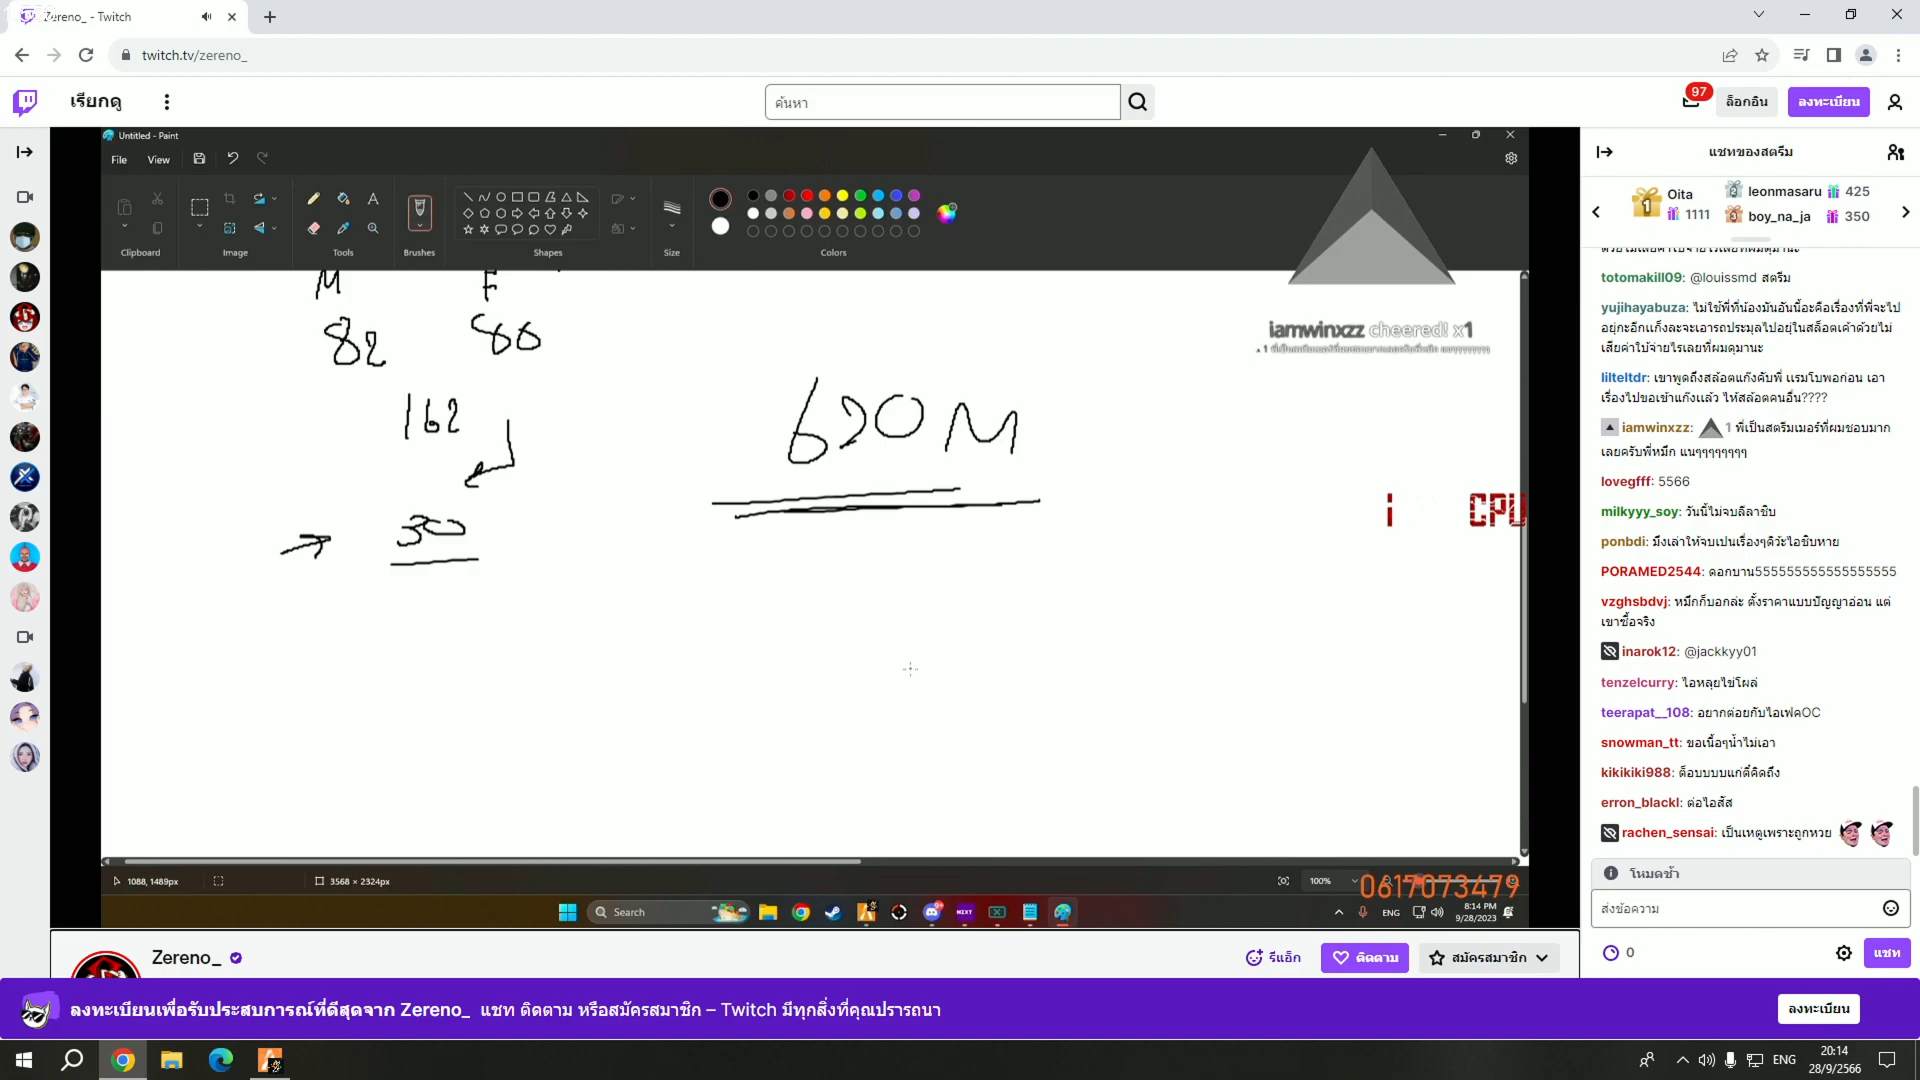 Zereno_ - Twitch
twitch.tv/zereno_
เรียกดู
ค้นหา
97
ล็อกอิน
ลงทะเบียน
Untitled - Paint
File View
Clipboard
Image
Tools
Brushes
Shapes
Size
Colors
M F
82 80
162
30
690M
iamwinxzz cheered! x1
i CPU
1088, 1489px
3568 × 2324px
100%
0617073479
Search
ENG
8:14 PM
9/28/2023
แชทของสตรีม
1 Oita 1111
2 leonmasaru 425
3 boy_na_ja 350
totomakill09: @louissmd สตรีม
yujihayabuza: ไม่ใช้พี่ที่น้องมันอันนี้อะคือเรื่องที่พี่จะไป
อยุ่กะอีกแก็งละจะเอารถประมุลไปอยุ่ในสล็อตเค้าด้วยไม่
เสียค่าใบ้จ่ายไรเลยที่ผมดุมานะ
lilteltdr: เขาพูดถึงสล้อตแก๊งคับพี่ แรมโบพอก่อน เอา
เรื่องไปขอเข้าแก๊งแล้ว ให้สล้อตคนอื่น????
iamwinxzz: 1 พี่เป็นสตรีมเมอร์ที่ผมชอบมาก
เลยครับพี่หมึก แนๆๆๆๆๆๆๆๆ
lovegfff: 5566
milkyyy_soy: วันนี้ไม่จบลีลาชิบ
ponbdi: มึงเล่าให้จบเปนเรื่องๆดิวะไอชิบหาย
PORAMED2544: ดอกบาน555555555555555555
vzghsbdvj: หมึกก็บอกล่ะ ตั้งราคาแบบปัญญาอ่อน แต่
เขาซื้อจริง
inarok12: @jackkyy01
tenzelcurry: ไอหลุยไข่โผล่
teerapat__108: อยากต่อยกับไอเฟคOC
snowman_tt: ขอเนื้อๆน้ำไม่เอา
kikikiki988: ต็อบบบบแก่ดี๋คิดถึง
erron_blackl: ต่อไอสัส
rachen_sensai: เป็นเหตุเพราะถูกหวย
โหมดช้า
ส่งข้อความ
0
แชท
Zereno_
รีแอ็ก
ติดตาม
สมัครสมาชิก
ลงทะเบียนเพื่อรับประสบการณ์ที่ดีสุดจาก Zereno_ แชท ติดตาม หรือสมัครสมาชิก – Twitch มีทุกสิ่งที่คุณปรารถนา
ลงทะเบียน
ENG
20:14
28/9/2566